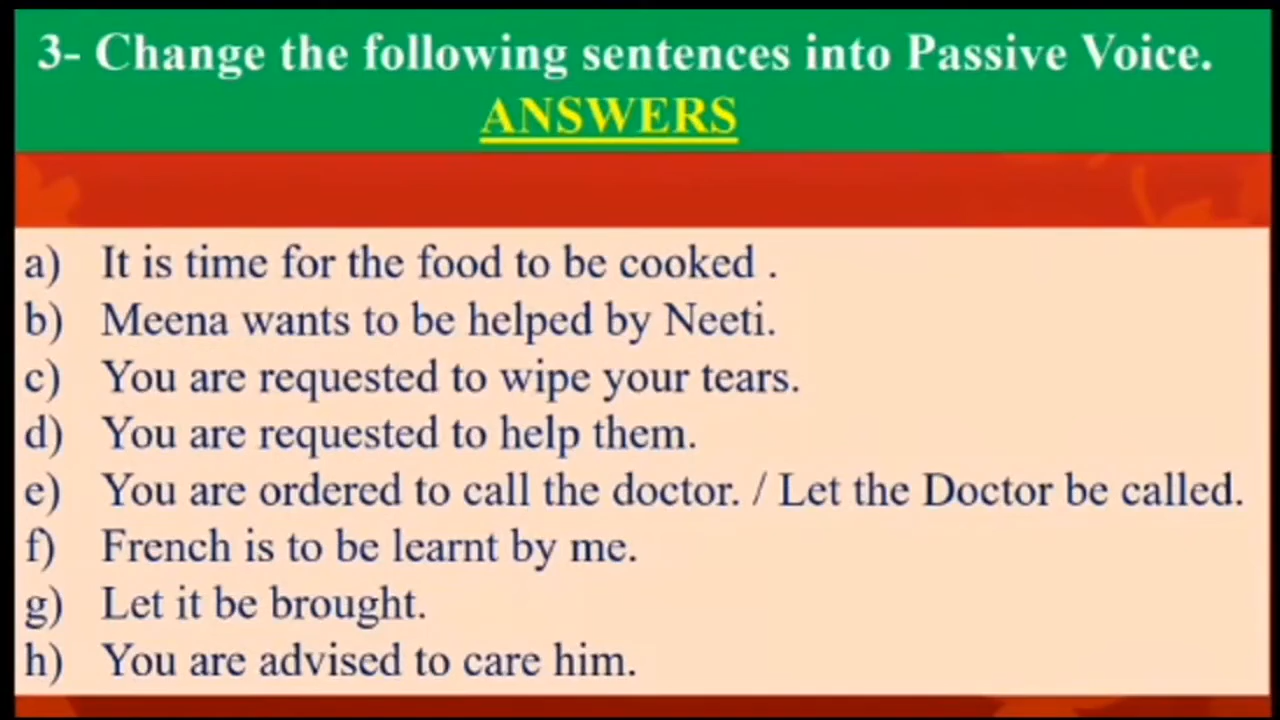 3- Change the following sentences into Passive Voice.
ANSWERS
a) It is time for the food to be cooked .
b) Meena wants to be helped by Neeti.
c) You are requested to wipe your tears.
d) You are requested to help them.
e) You are ordered to call the doctor. / Let the Doctor be called.
f) French is to be learnt by me.
g) Let it be brought.
h) You are advised to care him.